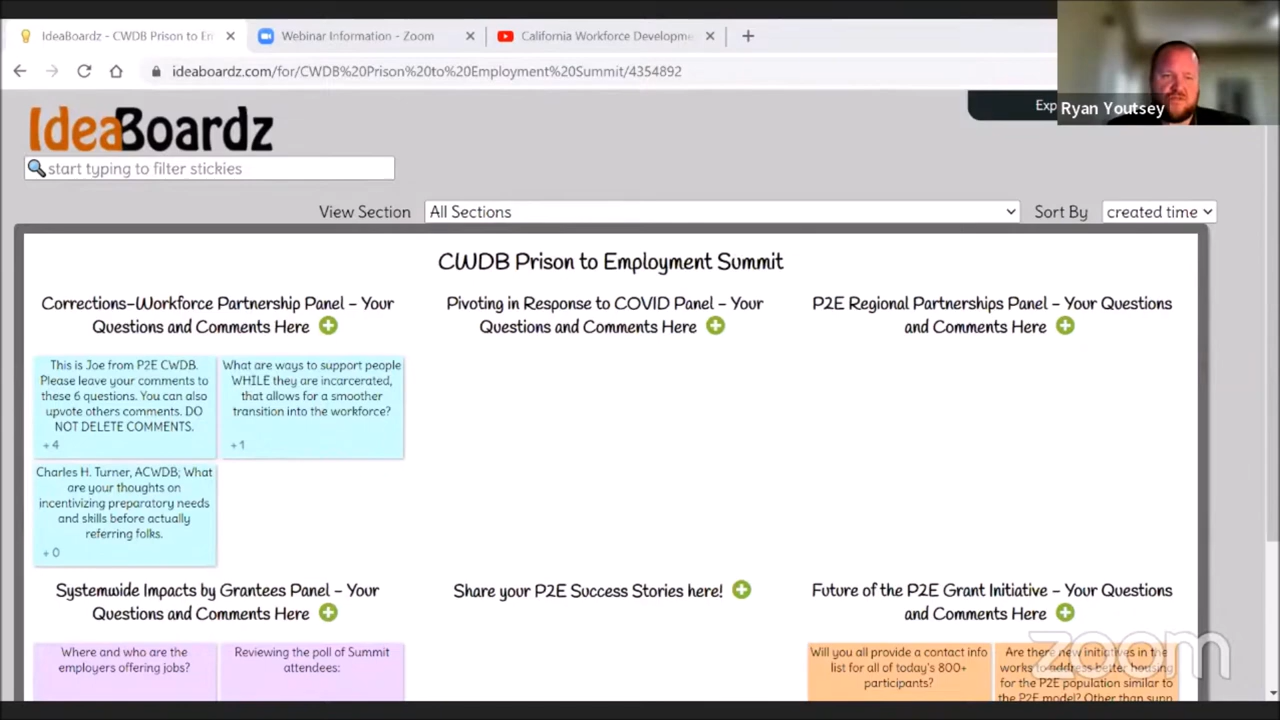 IdeaBoardz - CWDB Prison to En
Webinar Information - Zoom
California Workforce Developme
ideaboardz.com/for/CWDB%20Prison%20to%20Employment%20Summit/4354892
Exp
Ryan Youtsey
IdeaBoardz
start typing to filter stickies
View Section
All Sections
Sort By
created time
CWDB Prison to Employment Summit
Corrections-Workforce Partnership Panel - Your
Questions and Comments Here
Pivoting in Response to COVID Panel - Your
Questions and Comments Here
P2E Regional Partnerships Panel - Your Questions
and Comments Here
This is Joe from P2E CWDB.
Please leave your comments to
these 6 questions. You can also
upvote others comments. DO
NOT DELETE COMMENTS.
+4
What are ways to support people
WHILE they are incarcerated,
that allows for a smoother
transition into the workforce?
+1
Charles H. Turner, ACWDB; What
are your thoughts on
incentivizing preparatory needs
and skills before actually
referring folks.
+0
Systemwide Impacts by Grantees Panel - Your
Questions and Comments Here
Share your P2E Success Stories here!
Future of the P2E Grant Initiative - Your Questions
and Comments Here
Where and who are the
employers offering jobs?
Reviewing the poll of Summit
attendees:
Will you all provide a contact info
list for all of today's 800+
participants?
Are there new initiatives in the
works to address better housing
for the P2E population similar to
the P2E model? Other than supp
zoom